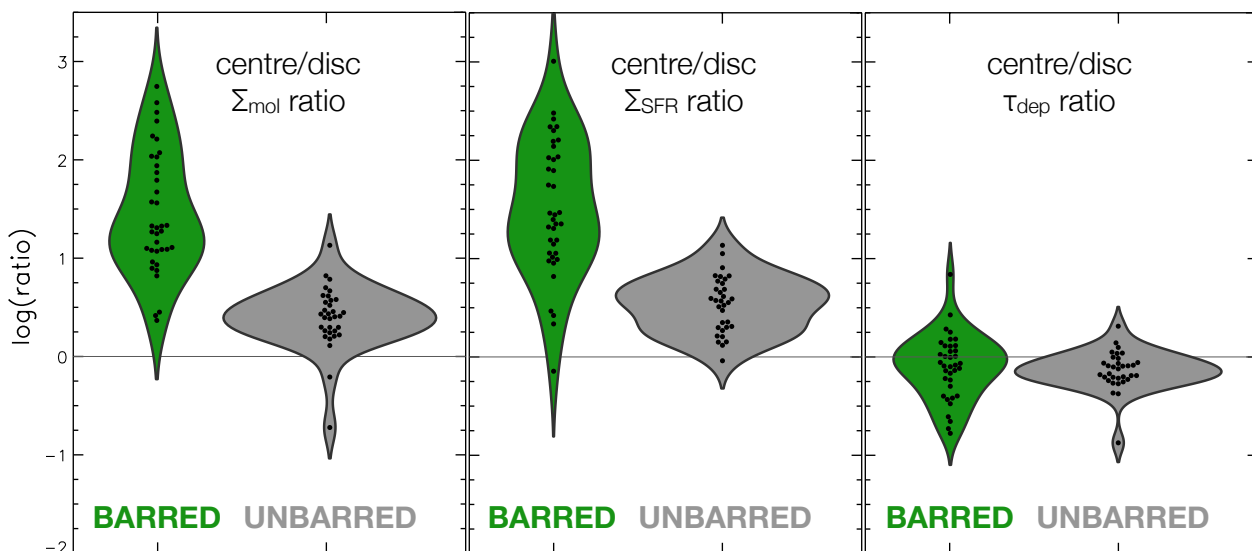 log(ratio)
3
2
1
0
−1
−2
centre/disc
Σmol ratio
BARRED UNBARRED
centre/disc
ΣSFR ratio
BARRED UNBARRED
centre/disc
τdep ratio
BARRED UNBARRED